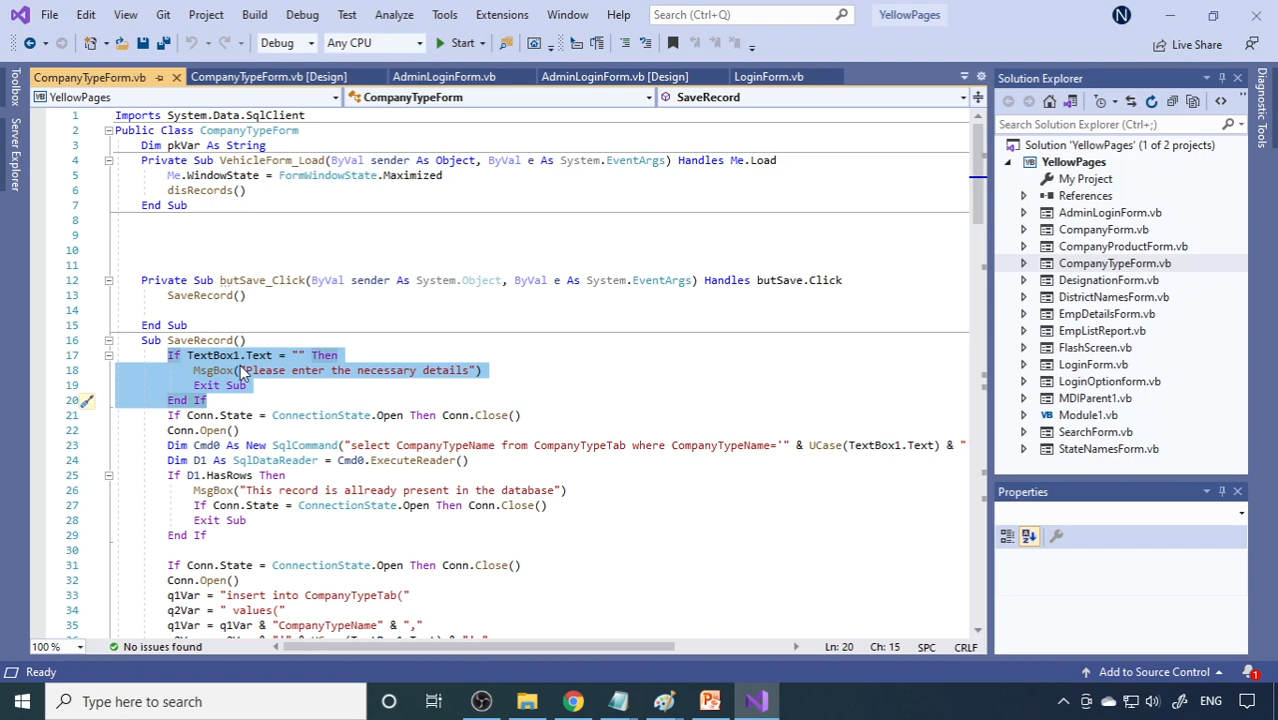 File Edit View Git Project Build Debug Test Analyze Tools Extensions Window Help Search (Ctrl+Q) YellowPages N
Debug Any CPU Start Live Share
CompanyTypeForm.vb CompanyTypeForm.vb [Design] AdminLoginForm.vb AdminLoginForm.vb [Design] LoginForm.vb
YellowPages CompanyTypeForm SaveRecord
Toolbox
Server Explorer
1 Imports System.Data.SqlClient
2 Public Class CompanyTypeForm
3 Dim pkVar As String
4 Private Sub VehicleForm_Load(ByVal sender As Object, ByVal e As System.EventArgs) Handles Me.Load
5 Me.WindowState = FormWindowState.Maximized
6 disRecords()
7 End Sub
8
9
10
11
12 Private Sub butSave_Click(ByVal sender As System.Object, ByVal e As System.EventArgs) Handles butSave.Click
13 SaveRecord()
14
15 End Sub
16 Sub SaveRecord()
17 If TextBox1.Text = "" Then
18 MsgBox("Please enter the necessary details")
19 Exit Sub
20 End If
21 If Conn.State = ConnectionState.Open Then Conn.Close()
22 Conn.Open()
23 Dim Cmd0 As New SqlCommand("select CompanyTypeName from CompanyTypeTab where CompanyTypeName='" & UCase(TextBox1.Text) & "
24 Dim D1 As SqlDataReader = Cmd0.ExecuteReader()
25 If D1.HasRows Then
26 MsgBox("This record is allready present in the database")
27 If Conn.State = ConnectionState.Open Then Conn.Close()
28 Exit Sub
29 End If
30
31 If Conn.State = ConnectionState.Open Then Conn.Close()
32 Conn.Open()
33 q1Var = "insert into CompanyTypeTab("
34 q2Var = " values("
35 q1Var = q1Var & "CompanyTypeName" & ","
100 % No issues found Ln: 20 Ch: 15 SPC CRLF
Solution Explorer
Search Solution Explorer (Ctrl+;)
Solution 'YellowPages' (1 of 2 projects)
YellowPages
My Project
References
AdminLoginForm.vb
CompanyForm.vb
CompanyProductForm.vb
CompanyTypeForm.vb
DesignationForm.vb
DistrictNamesForm.vb
EmpDetailsForm.vb
EmpListReport.vb
FlashScreen.vb
LoginForm.vb
LoginOptionform.vb
MDIParent1.vb
Module1.vb
SearchForm.vb
StateNamesForm.vb
Properties
Diagnostic Tools
Ready Add to Source Control 1
Type here to search ENG